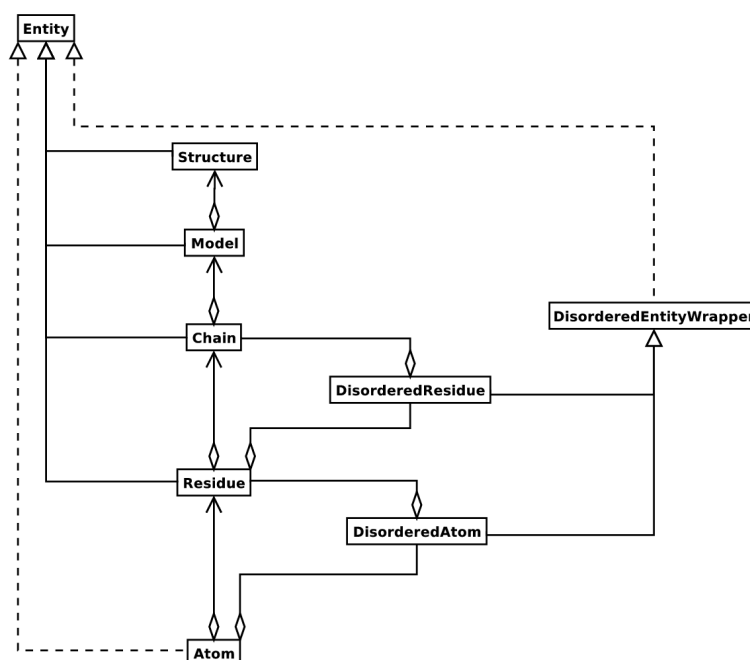 Entity
Structure
Model
Chain
DisorderedEntityWrapper
DisorderedResidue
Residue
DisorderedAtom
Atom